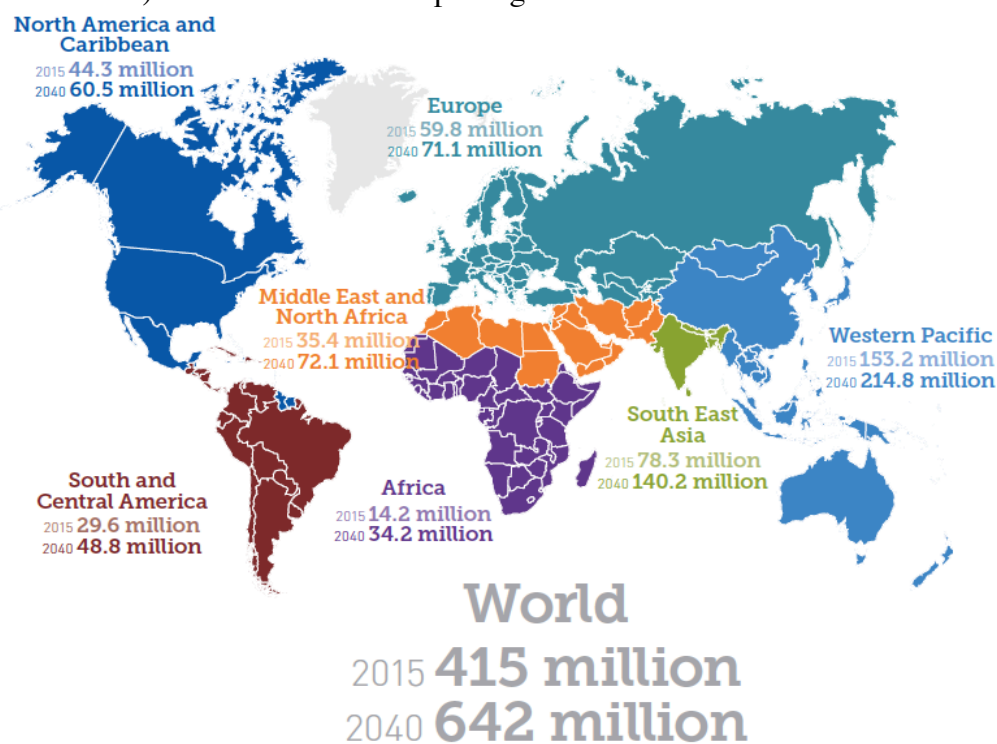 North America and
Caribbean
2015 44.3 million
2040 60.5 million
Europe
2015 59.8 million
2040 71.1 million
Middle East and
North Africa
2015 35.4 million
2040 72.1 million
Western Pacific
2015 153.2 million
2040 214.8 million
South East
Asia
2015 78.3 million
2040 140.2 million
South and
Central America
2015 29.6 million
2040 48.8 million
Africa
2015 14.2 million
2040 34.2 million
World
2015 415 million
2040 642 million